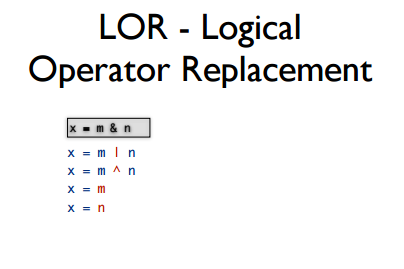 LOR - Logical
Operator Replacement
x = m & n
x = m | n
x = m ^ n
x = m
x = n